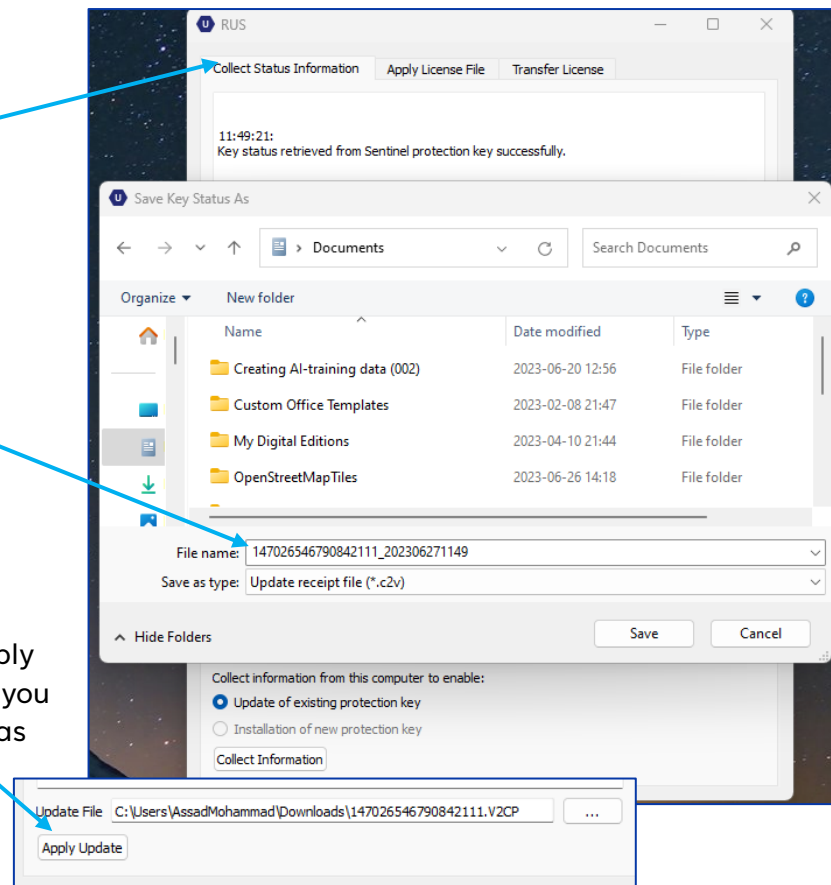 RUS
Collect Status Information Apply License File Transfer License
11:49:21:
Key status retrieved from Sentinel protection key successfully.
Save Key Status As
Documents
Search Documents
Organize New folder
Name Date modified Type
Creating AI-training data (002) 2023-06-20 12:56 File folder
Custom Office Templates 2023-02-08 21:47 File folder
My Digital Editions 2023-04-10 21:44 File folder
OpenStreetMapTiles 2023-06-26 14:18 File folder
File name: 147026546790842111_202306271149
Save as type: Update receipt file (*.c2v)
Hide Folders Save Cancel
you
as
Collect information from this computer to enable:
Update of existing protection key
Installation of new protection key
Collect Information
Update File C:\Users\AssadMohammad\Downloads\147026546790842111.V2CP ...
Apply Update